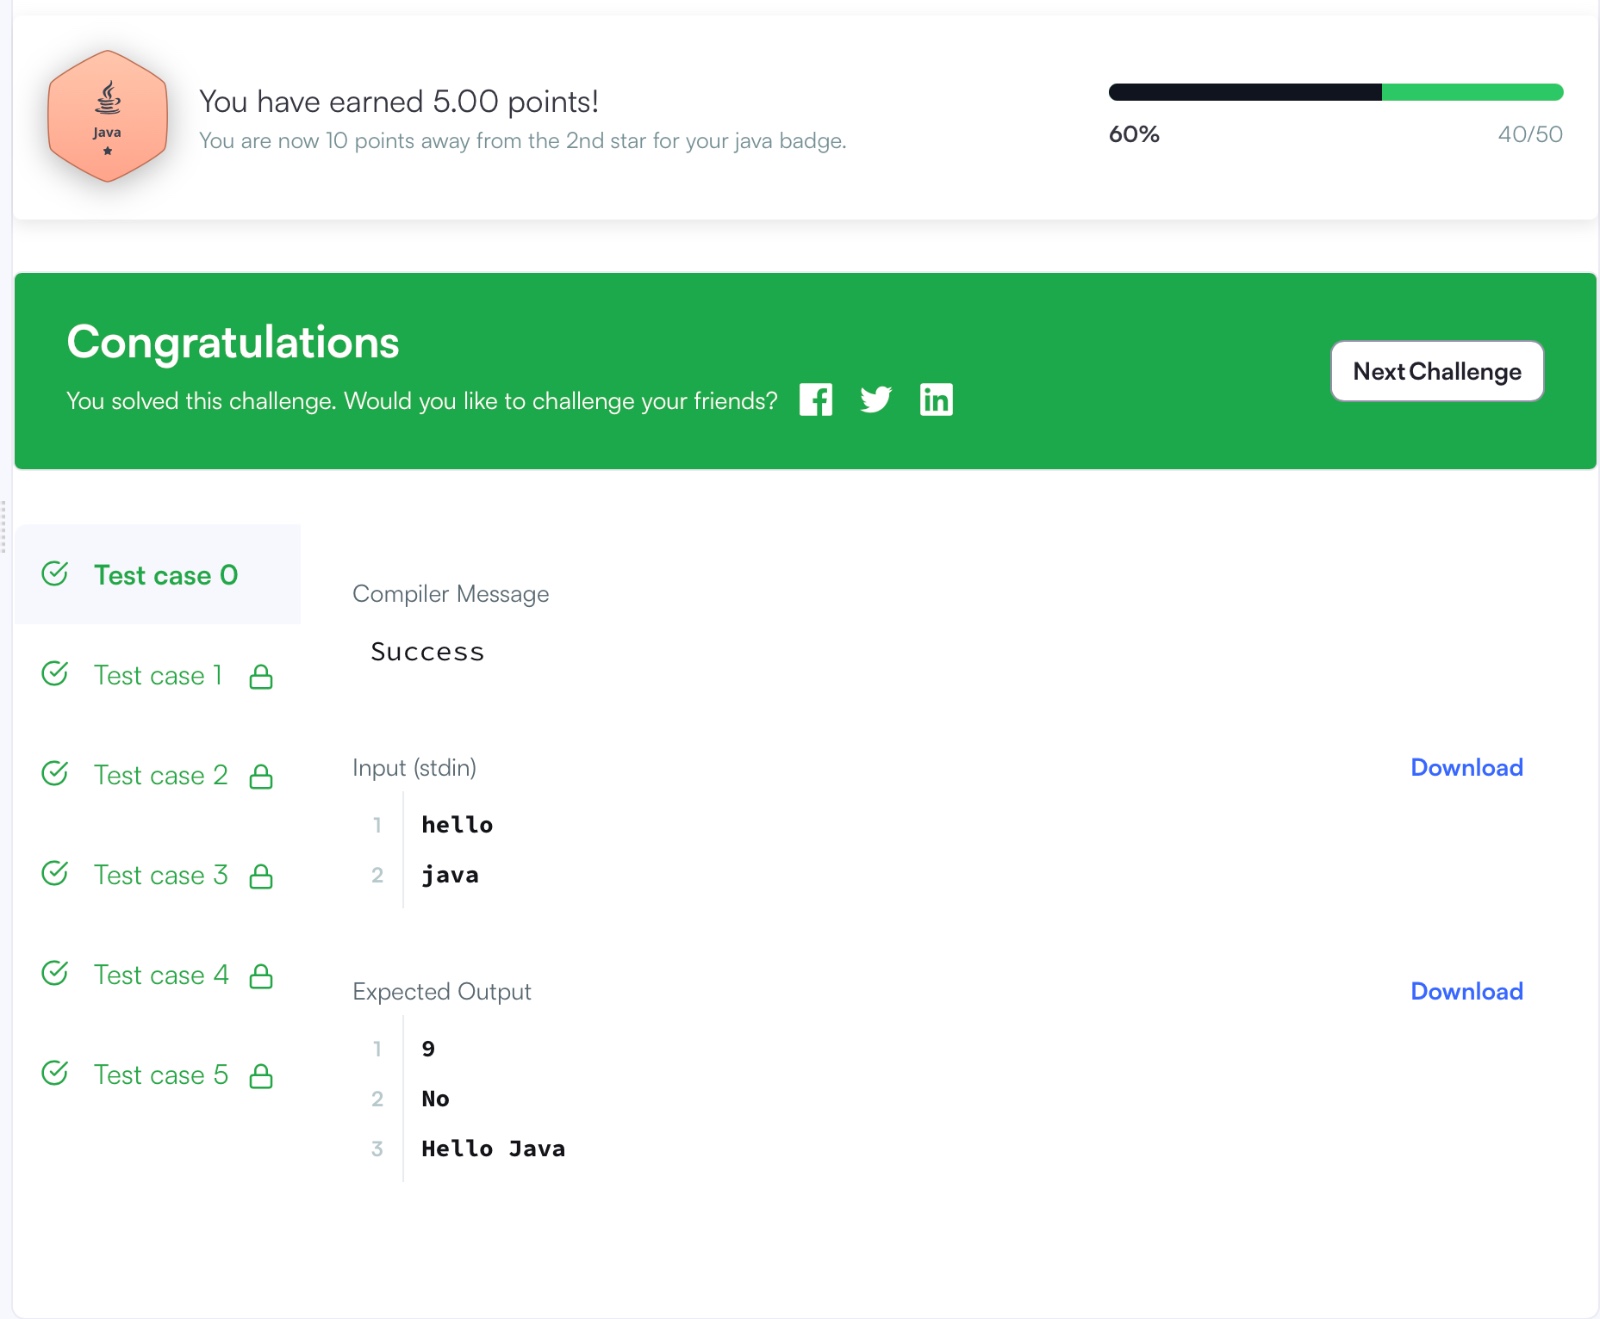 Java
You have earned 5.00 points!
You are now 10 points away from the 2nd star for your java badge.
60%
40/50
Congratulations
You solved this challenge. Would you like to challenge your friends?
Next Challenge
Test case 0
Test case 1
Test case 2
Test case 3
Test case 4
Test case 5
Compiler Message
Success
Input (stdin)
Download
1 hello
2 java
Expected Output
Download
1 9
2 No
3 Hello Java